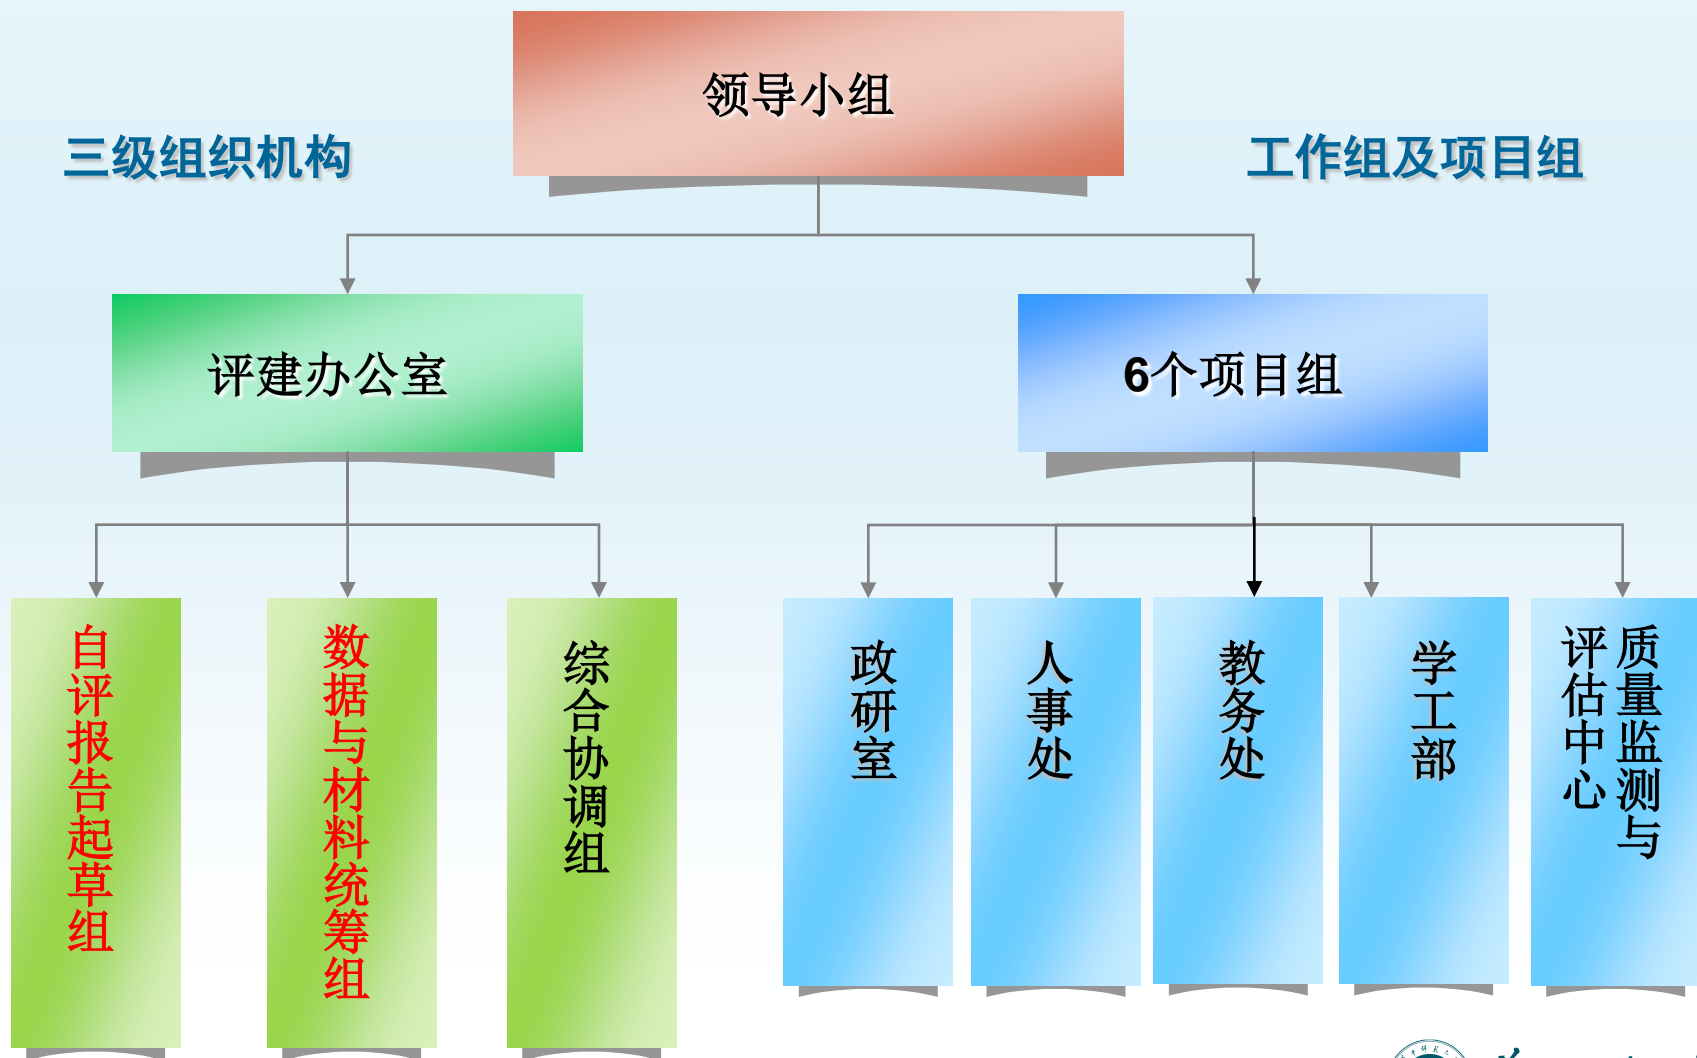 领导小组
三级组织机构
工作组及项目组
评建办公室
6个项目组
自评报告起草组
数据与材料统筹组
综合协调组
政研室
人事处
教务处
学工部
质量监测与
评估中心